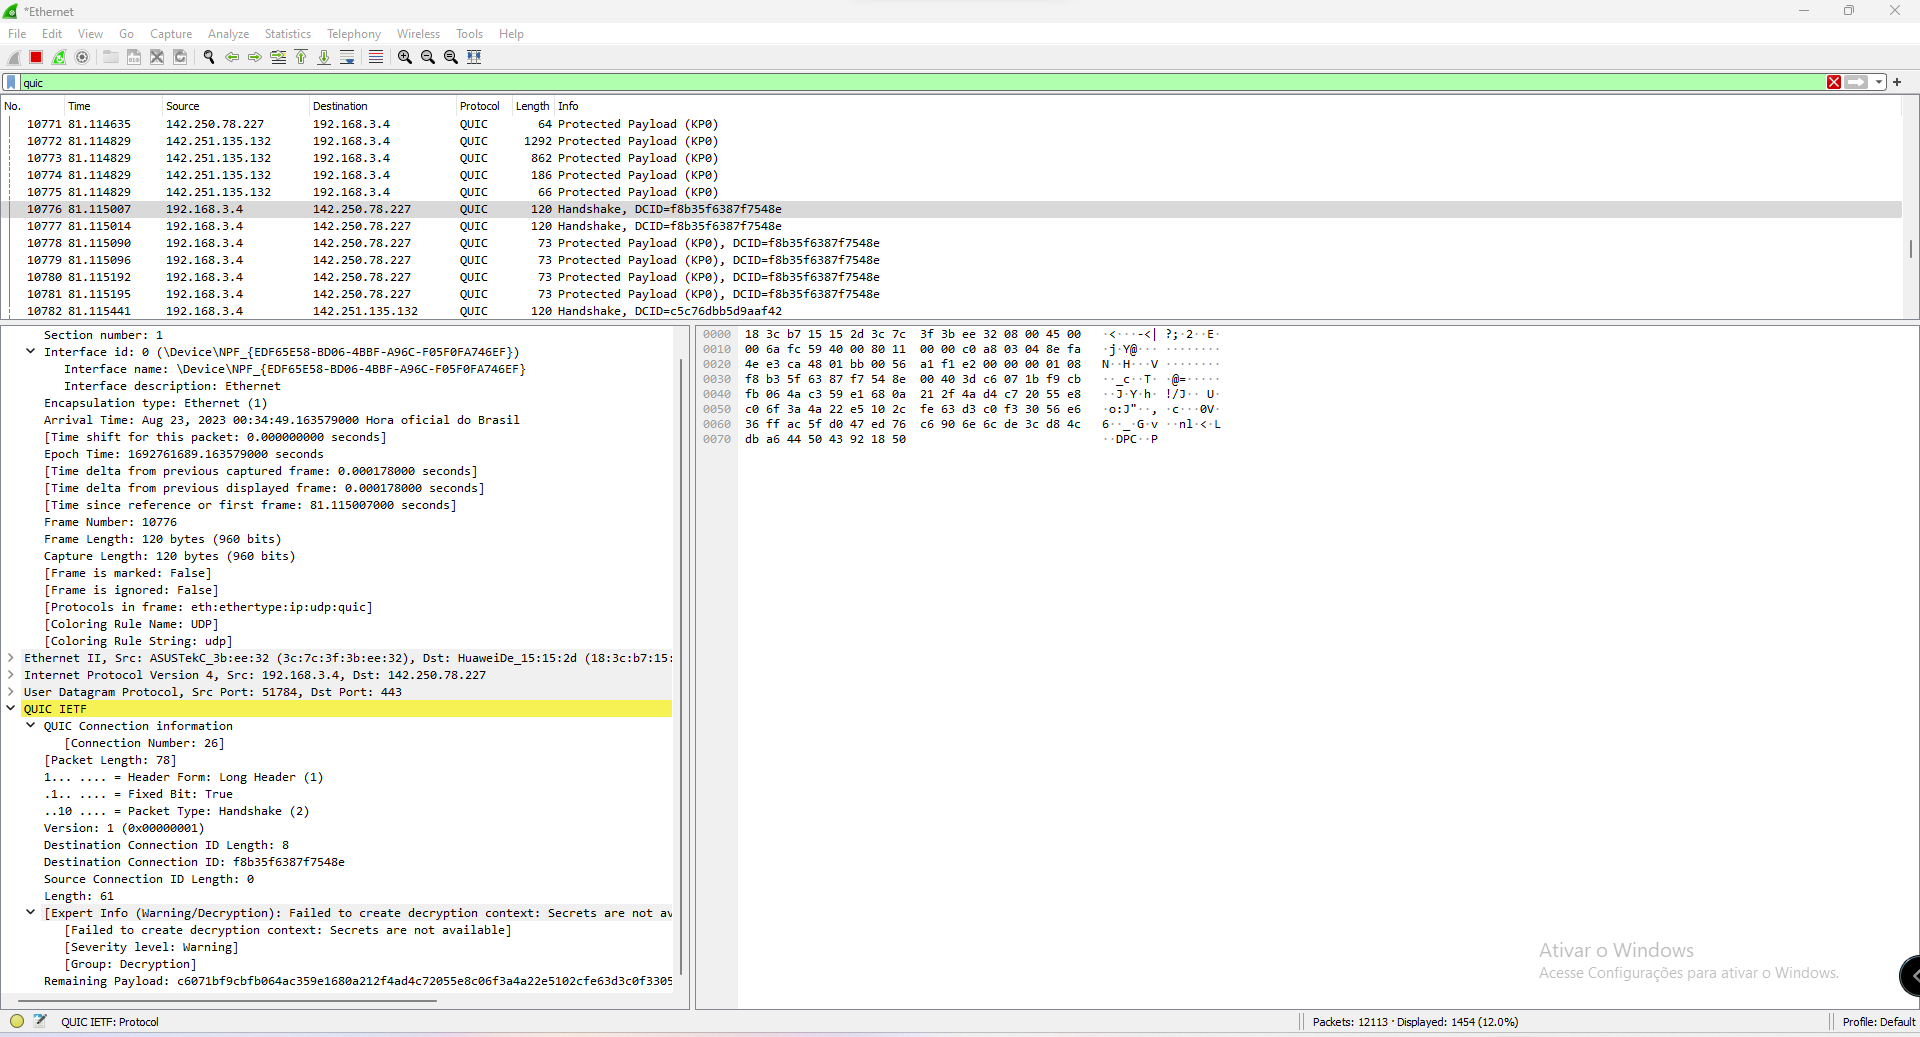 *Ethernet
File Edit View Go Capture Analyze Statistics Telephony Wireless Tools Help
quic
No. Time Source Destination Protocol Length Info
10771 81.114635 142.250.78.227 192.168.3.4 QUIC 64 Protected Payload (KP0)
10772 81.114829 142.251.135.132 192.168.3.4 QUIC 1292 Protected Payload (KP0)
10773 81.114829 142.251.135.132 192.168.3.4 QUIC 862 Protected Payload (KP0)
10774 81.114829 142.251.135.132 192.168.3.4 QUIC 186 Protected Payload (KP0)
10775 81.114829 142.251.135.132 192.168.3.4 QUIC 66 Protected Payload (KP0)
10776 81.115007 192.168.3.4 142.250.78.227 QUIC 120 Handshake, DCID=f8b35f6387f7548e
10777 81.115014 192.168.3.4 142.250.78.227 QUIC 120 Handshake, DCID=f8b35f6387f7548e
10778 81.115090 192.168.3.4 142.250.78.227 QUIC 73 Protected Payload (KP0), DCID=f8b35f6387f7548e
10779 81.115096 192.168.3.4 142.250.78.227 QUIC 73 Protected Payload (KP0), DCID=f8b35f6387f7548e
10780 81.115192 192.168.3.4 142.250.78.227 QUIC 73 Protected Payload (KP0), DCID=f8b35f6387f7548e
10781 81.115195 192.168.3.4 142.250.78.227 QUIC 73 Protected Payload (KP0), DCID=f8b35f6387f7548e
10782 81.115441 192.168.3.4 142.251.135.132 QUIC 120 Handshake, DCID=c5c76dbb5d9aaf42
Section number: 1
Interface id: 0 (\Device\NPF_{EDF65E58-BD06-4BBF-A96C-F05F0FA746EF})
Interface name: \Device\NPF_{EDF65E58-BD06-4BBF-A96C-F05F0FA746EF}
Interface description: Ethernet
Encapsulation type: Ethernet (1)
Arrival Time: Aug 23, 2023 00:34:49.163579000 Hora oficial do Brasil
[Time shift for this packet: 0.000000000 seconds]
Epoch Time: 1692761689.163579000 seconds
[Time delta from previous captured frame: 0.000178000 seconds]
[Time delta from previous displayed frame: 0.000178000 seconds]
[Time since reference or first frame: 81.115007000 seconds]
Frame Number: 10776
Frame Length: 120 bytes (960 bits)
Capture Length: 120 bytes (960 bits)
[Frame is marked: False]
[Frame is ignored: False]
[Protocols in frame: eth:ethertype:ip:udp:quic]
[Coloring Rule Name: UDP]
[Coloring Rule String: udp]
Ethernet II, Src: ASUSTekC_3b:ee:32 (3c:7c:3f:3b:ee:32), Dst: HuaweiDe_15:15:2d (18:3c:b7:15:
Internet Protocol Version 4, Src: 192.168.3.4, Dst: 142.250.78.227
User Datagram Protocol, Src Port: 51784, Dst Port: 443
QUIC IETF
QUIC Connection information
[Connection Number: 26]
[Packet Length: 78]
1... .... = Header Form: Long Header (1)
.1.. .... = Fixed Bit: True
..10 .... = Packet Type: Handshake (2)
Version: 1 (0x00000001)
Destination Connection ID Length: 8
Destination Connection ID: f8b35f6387f7548e
Source Connection ID Length: 0
Length: 61
[Expert Info (Warning/Decryption): Failed to create decryption context: Secrets are not av
[Failed to create decryption context: Secrets are not available]
[Severity level: Warning]
[Group: Decryption]
Remaining Payload: c6071bf9cbfb064ac359e1680a212f4ad4c72055e8c06f3a4a22e5102cfe63d3c0f3305
0000 18 3c b7 15 15 2d 3c 7c 3f 3b ee 32 08 00 45 00 ·<···-<| ?;·2··E·
0010 00 6a fc 59 40 00 80 11 00 00 c0 a8 03 04 8e fa ·j·Y@··· ········
0020 4e e3 ca 48 01 bb 00 56 a1 f1 e2 00 00 00 01 08 N··H···V ········
0030 f8 b3 5f 63 87 f7 54 8e 00 40 3d c6 07 1b f9 cb ··_c··T· ·@=·····
0040 fb 06 4a c3 59 e1 68 0a 21 2f 4a d4 c7 20 55 e8 ··J·Y·h· !/J·· U·
0050 c0 6f 3a 4a 22 e5 10 2c fe 63 d3 c0 f3 30 56 e6 ·o:J"··, ·c···0V·
0060 36 ff ac 5f d0 47 ed 76 c6 90 6e 6c de 3c d8 4c 6··_·G·v ··nl·<·L
0070 db a6 44 50 43 92 18 50 ··DPC··P
Ativar o Windows
Acesse Configurações para ativar o Windows.
QUIC IETF: Protocol
Packets: 12113 · Displayed: 1454 (12.0%)
Profile: Default